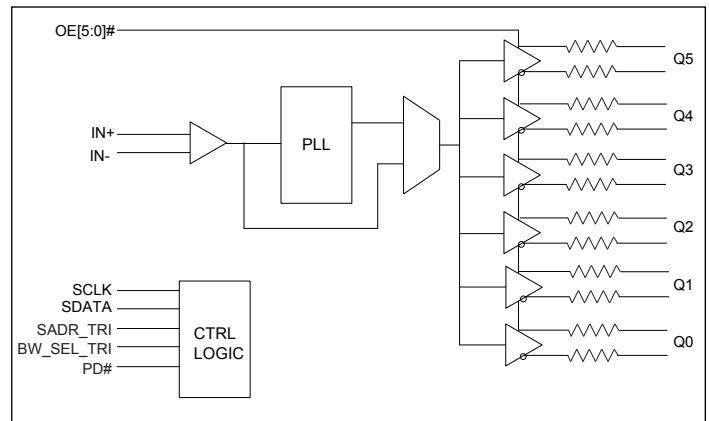 OE[5:0]#
Q5
Q4
IN+
IN-
PLL
Q3
Q2
SCLK
SDATA
SADR_TRI
BW_SEL_TRI
PD#
CTRL
LOGIC
Q1
Q0